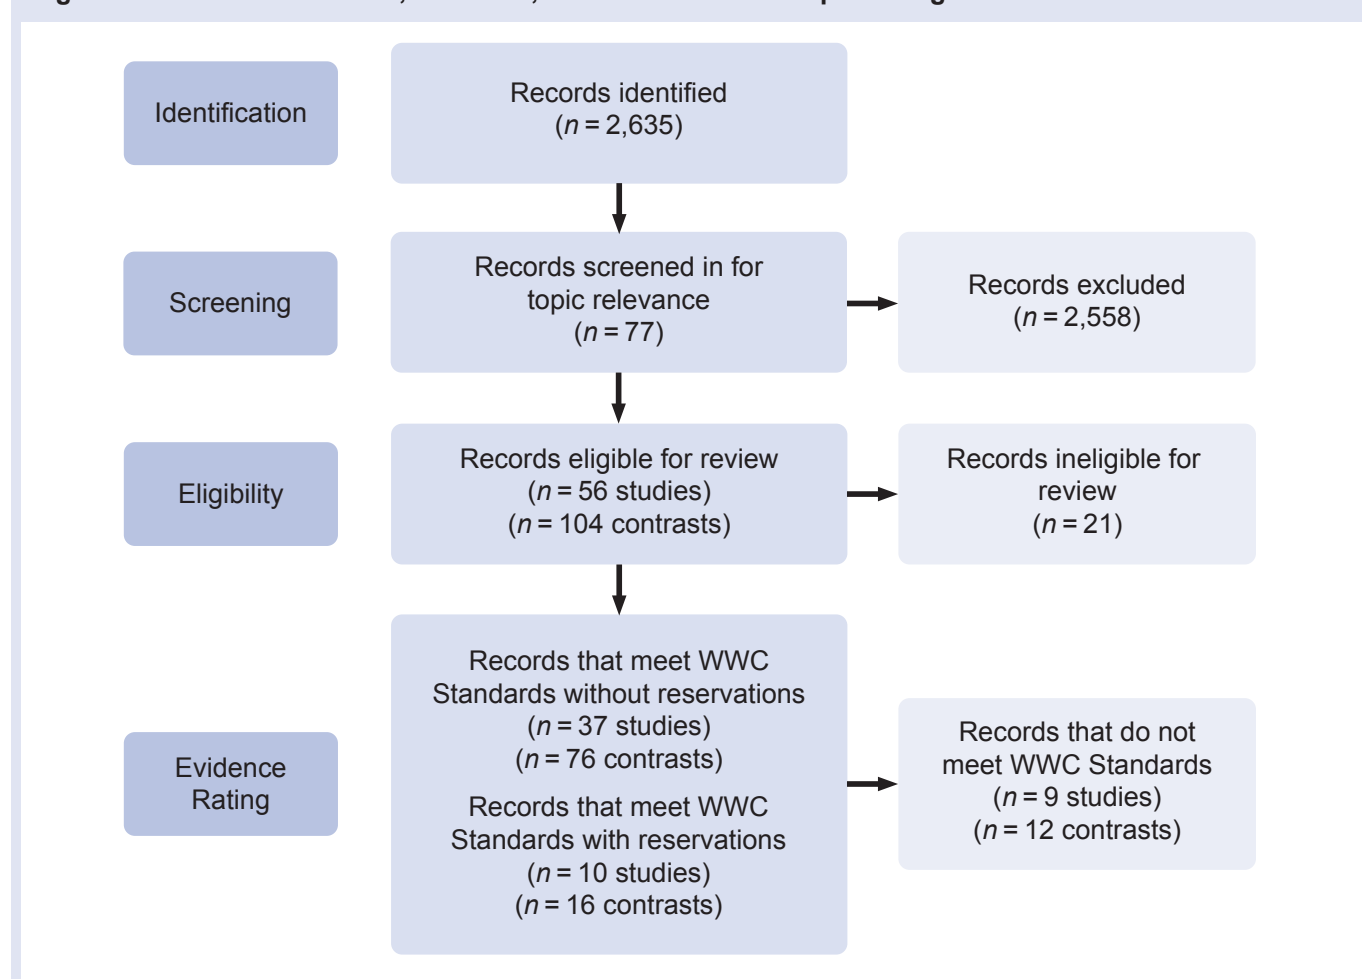 Identification
Records identified
(n = 2,635)
Screening
Records screened in for
topic relevance
(n = 77)
Records excluded
(n = 2,558)
Eligibility
Records eligible for review
(n = 56 studies)
(n = 104 contrasts)
Records ineligible for
review
(n = 21)
Evidence
Rating
Records that meet WWC
Standards without reservations
(n = 37 studies)
(n = 76 contrasts)
Records that meet WWC
Standards with reservations
(n = 10 studies)
(n = 16 contrasts)
Records that do not
meet WWC Standards
(n = 9 studies)
(n = 12 contrasts)